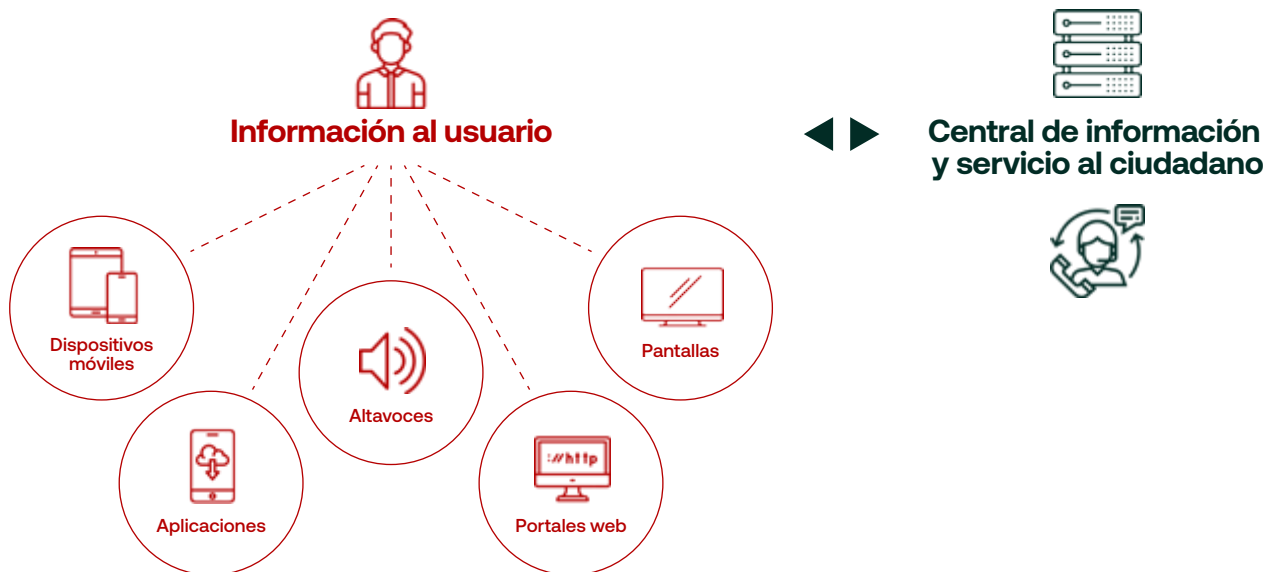 Información al usuario
Central de información
y servicio al ciudadano
Dispositivos
móviles
Pantallas
Altavoces
Aplicaciones
://http
Portales web